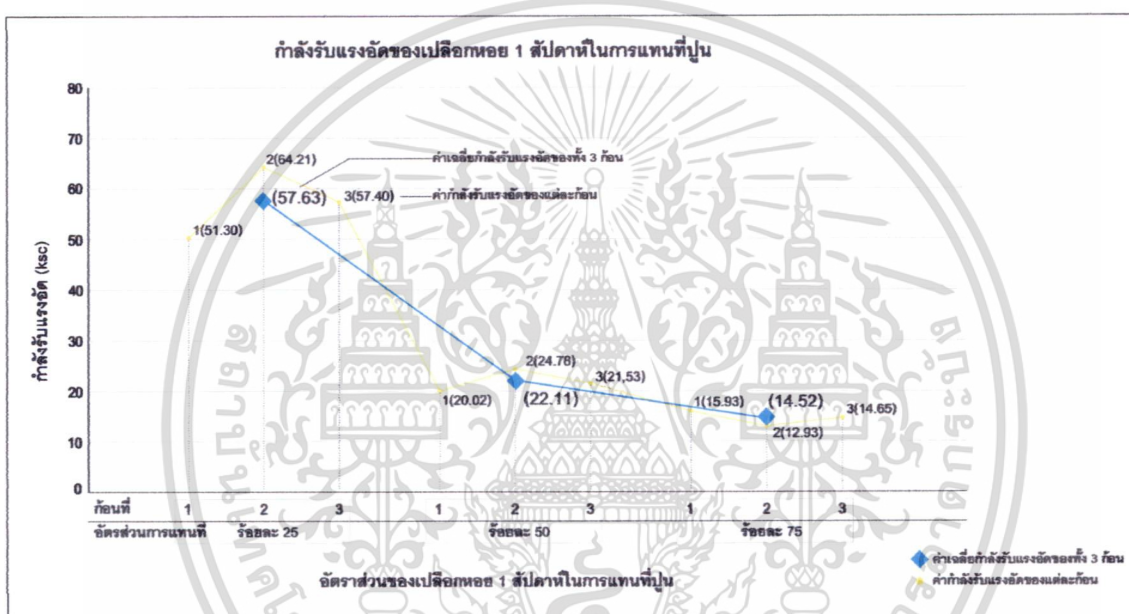 กำลังรับแรงอัดของเปลือกหอย 1 สัปดาห์ในการแทนที่ปูน
กำลังรับแรงอัด (ksc)
80
70
60
50
40
30
20
10
0
1(51.30)
2(64.21)
(57.63)
3(57.40)
ค่าเฉลี่ยกำลังรับแรงอัดของทั้ง 3 ก้อน
ค่ากำลังรับแรงอัดของแต่ละก้อน
1(20.02)
2(24.78)
(22.11)
3(21,53)
1(15.93)
(14.52)
2(12.93)
3(14.65)
ก้อนที่ 1 2 3 1 2 3 1 2 3
อัตรส่วนการแทนที่ ร้อยละ 25 ร้อยละ 50 ร้อยละ 75
อัตราส่วนของเปลือกหอย 1 สัปดาห์ในการแทนที่ปูน
ค่าเฉลี่ยกำลังรับแรงอัดของทั้ง 3 ก้อน
ค่ากำลังรับแรงอัดของแต่ละก้อน